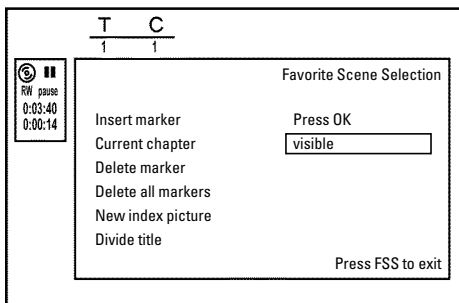 T C
1 1
RW pause
0:03:40
0:00:14
Favorite Scene Selection
Insert marker Press OK
Current chapter visible
Delete marker
Delete all markers
New index picture
Divide title
Press FSS to exit